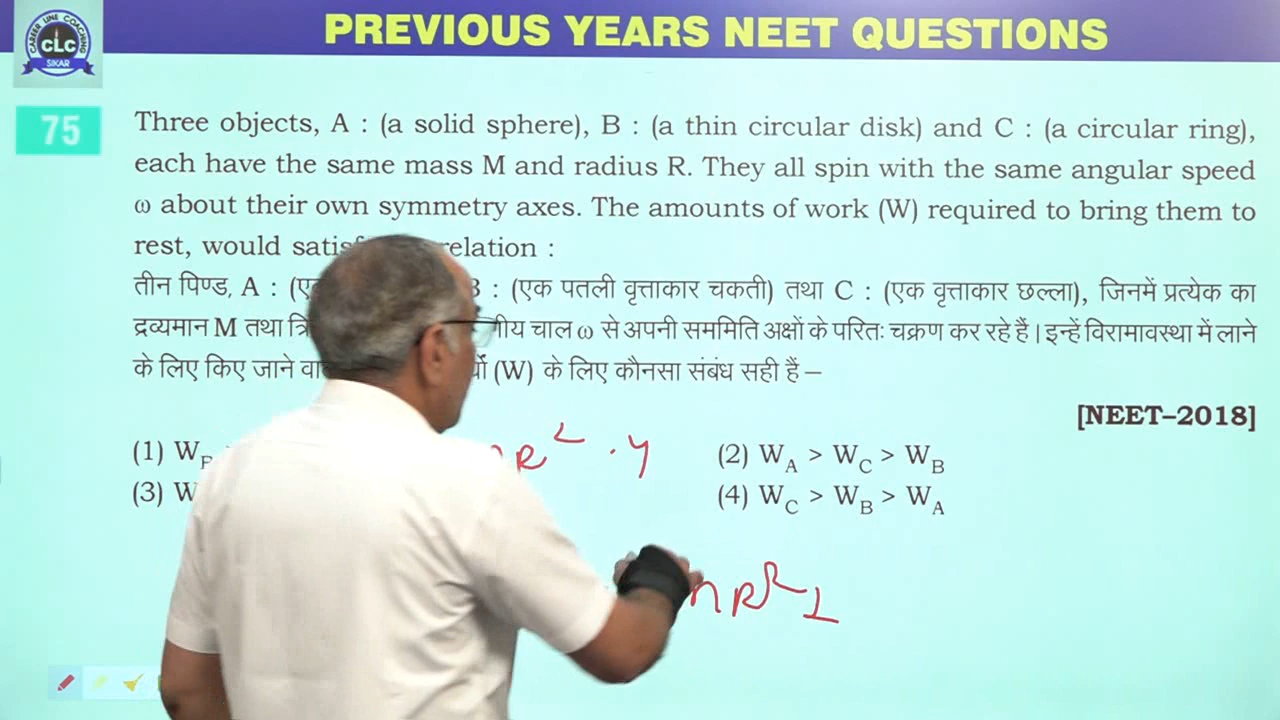 PREVIOUS YEARS NEET QUESTIONS
CAREER LINE COACHING
CLC
SIKAR
75
Three objects, A : (a solid sphere), B : (a thin circular disk) and C : (a circular ring),
each have the same mass M and radius R. They all spin with the same angular speed
ω about their own symmetry axes. The amounts of work (W) required to bring them to
rest, would relation :
तीन पिण्ड, A : : (एक पतली वृत्ताकार चकती) तथा C : (एक वृत्ताकार छल्ला), जिनमें प्रत्येक का
द्रव्यमान M तथा चाल ω से अपनी सममिति अक्षों के परितः चक्रण कर रहे हैं। इन्हें विरामावस्था में लाने
के लिए किए जाने (W) के लिए कौनसा संबंध सही हैं –
[NEET–2018]
(1) W
R² · y
(2) W_A > W_C > W_B
(3) W
(4) W_C > W_B > W_A
R²